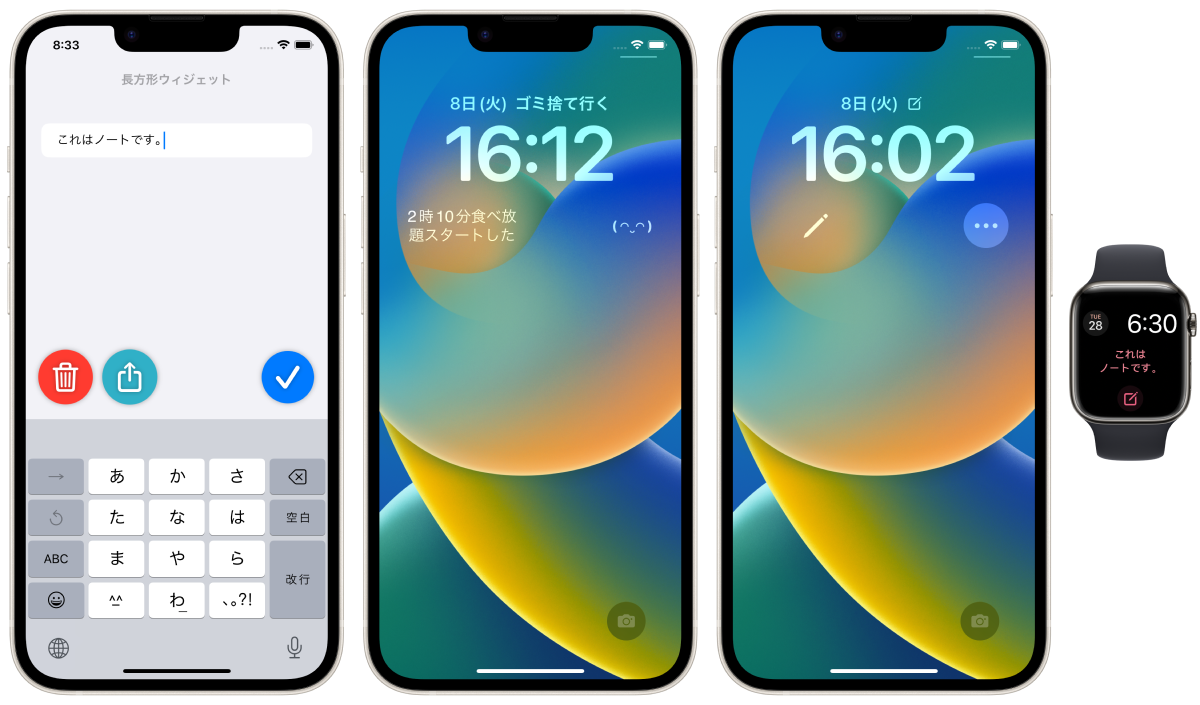 8:33
長方形ウィジェット
これはノートです。
→
あ
か
さ
た
な
は
空白
ABC
ま
や
ら
改行
^^
わ_
、。?!
8日(火) ゴミ捨て行く
16:12
2時10分食べ放
題スタートした
(◠‿◠)
8日(火)
16:02
TUE
28
6:30
これは
ノートです。